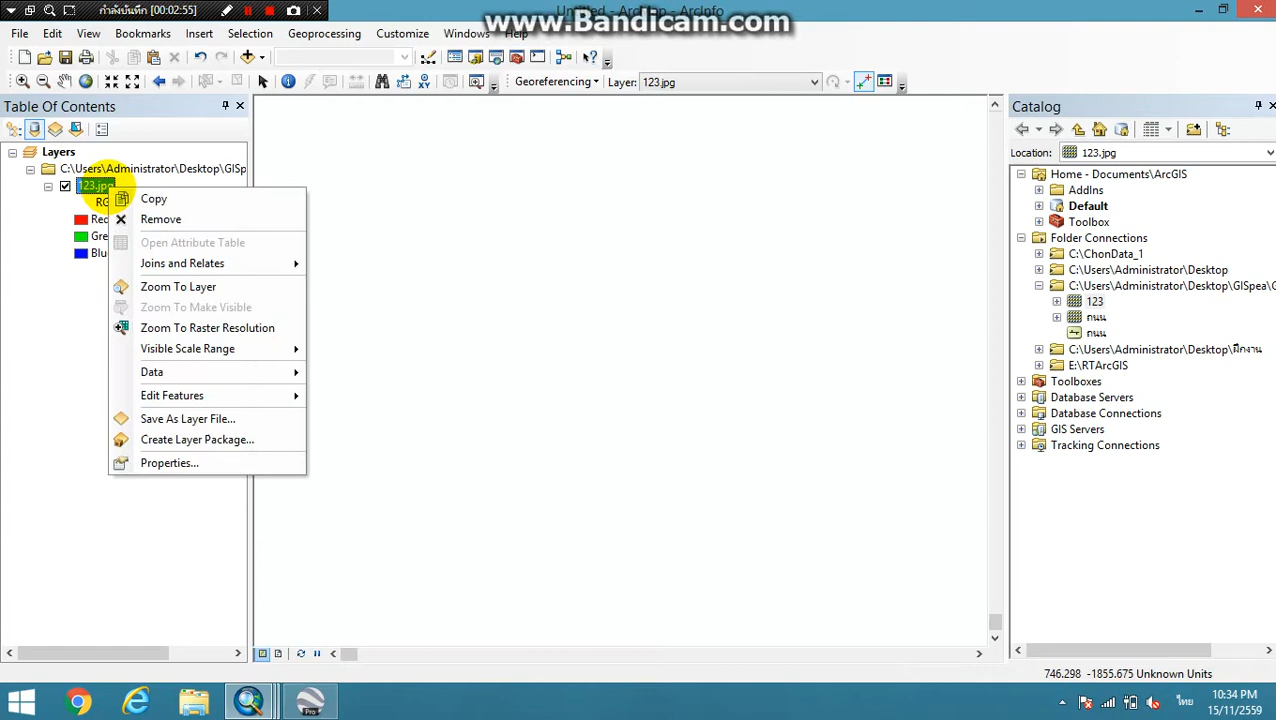 กำลังบันทึก [00:02:55]
Untitled - ArcMap - ArcInfo
www.Bandicam.com
File Edit View Bookmarks Insert Selection Geoprocessing Customize Windows Help
Georeferencing Layer: 123.jpg
Table Of Contents
Layers
C:\Users\Administrator\Desktop\GISp
123.jpg
RG
Red
Gre
Blu
Copy
Remove
Open Attribute Table
Joins and Relates
Zoom To Layer
Zoom To Make Visible
Zoom To Raster Resolution
Visible Scale Range
Data
Edit Features
Save As Layer File...
Create Layer Package...
Properties...
Catalog
Location: 123.jpg
Home - Documents\ArcGIS
AddIns
Default
Toolbox
Folder Connections
C:\ChonData_1
C:\Users\Administrator\Desktop
C:\Users\Administrator\Desktop\GISpea\G
123
ถนน
ถนน
C:\Users\Administrator\Desktop\ฝึกงาน
E:\RTArcGIS
Toolboxes
Database Servers
Database Connections
GIS Servers
Tracking Connections
746.298 -1855.675 Unknown Units
Pro
ไทย
10:34 PM
15/11/2559